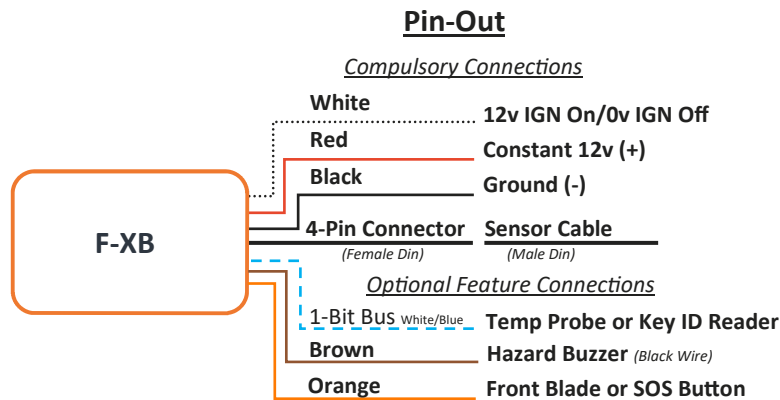 Pin-Out
Compulsory Connections
White
12v IGN On/0v IGN Off
Red
Constant 12v (+)
Black
Ground (-)
F-XB
4-Pin Connector
Sensor Cable
(Female Din)
(Male Din)
Optional Feature Connections
1-Bit Bus White/Blue
Temp Probe or Key ID Reader
Brown
Hazard Buzzer (Black Wire)
Orange
Front Blade or SOS Button